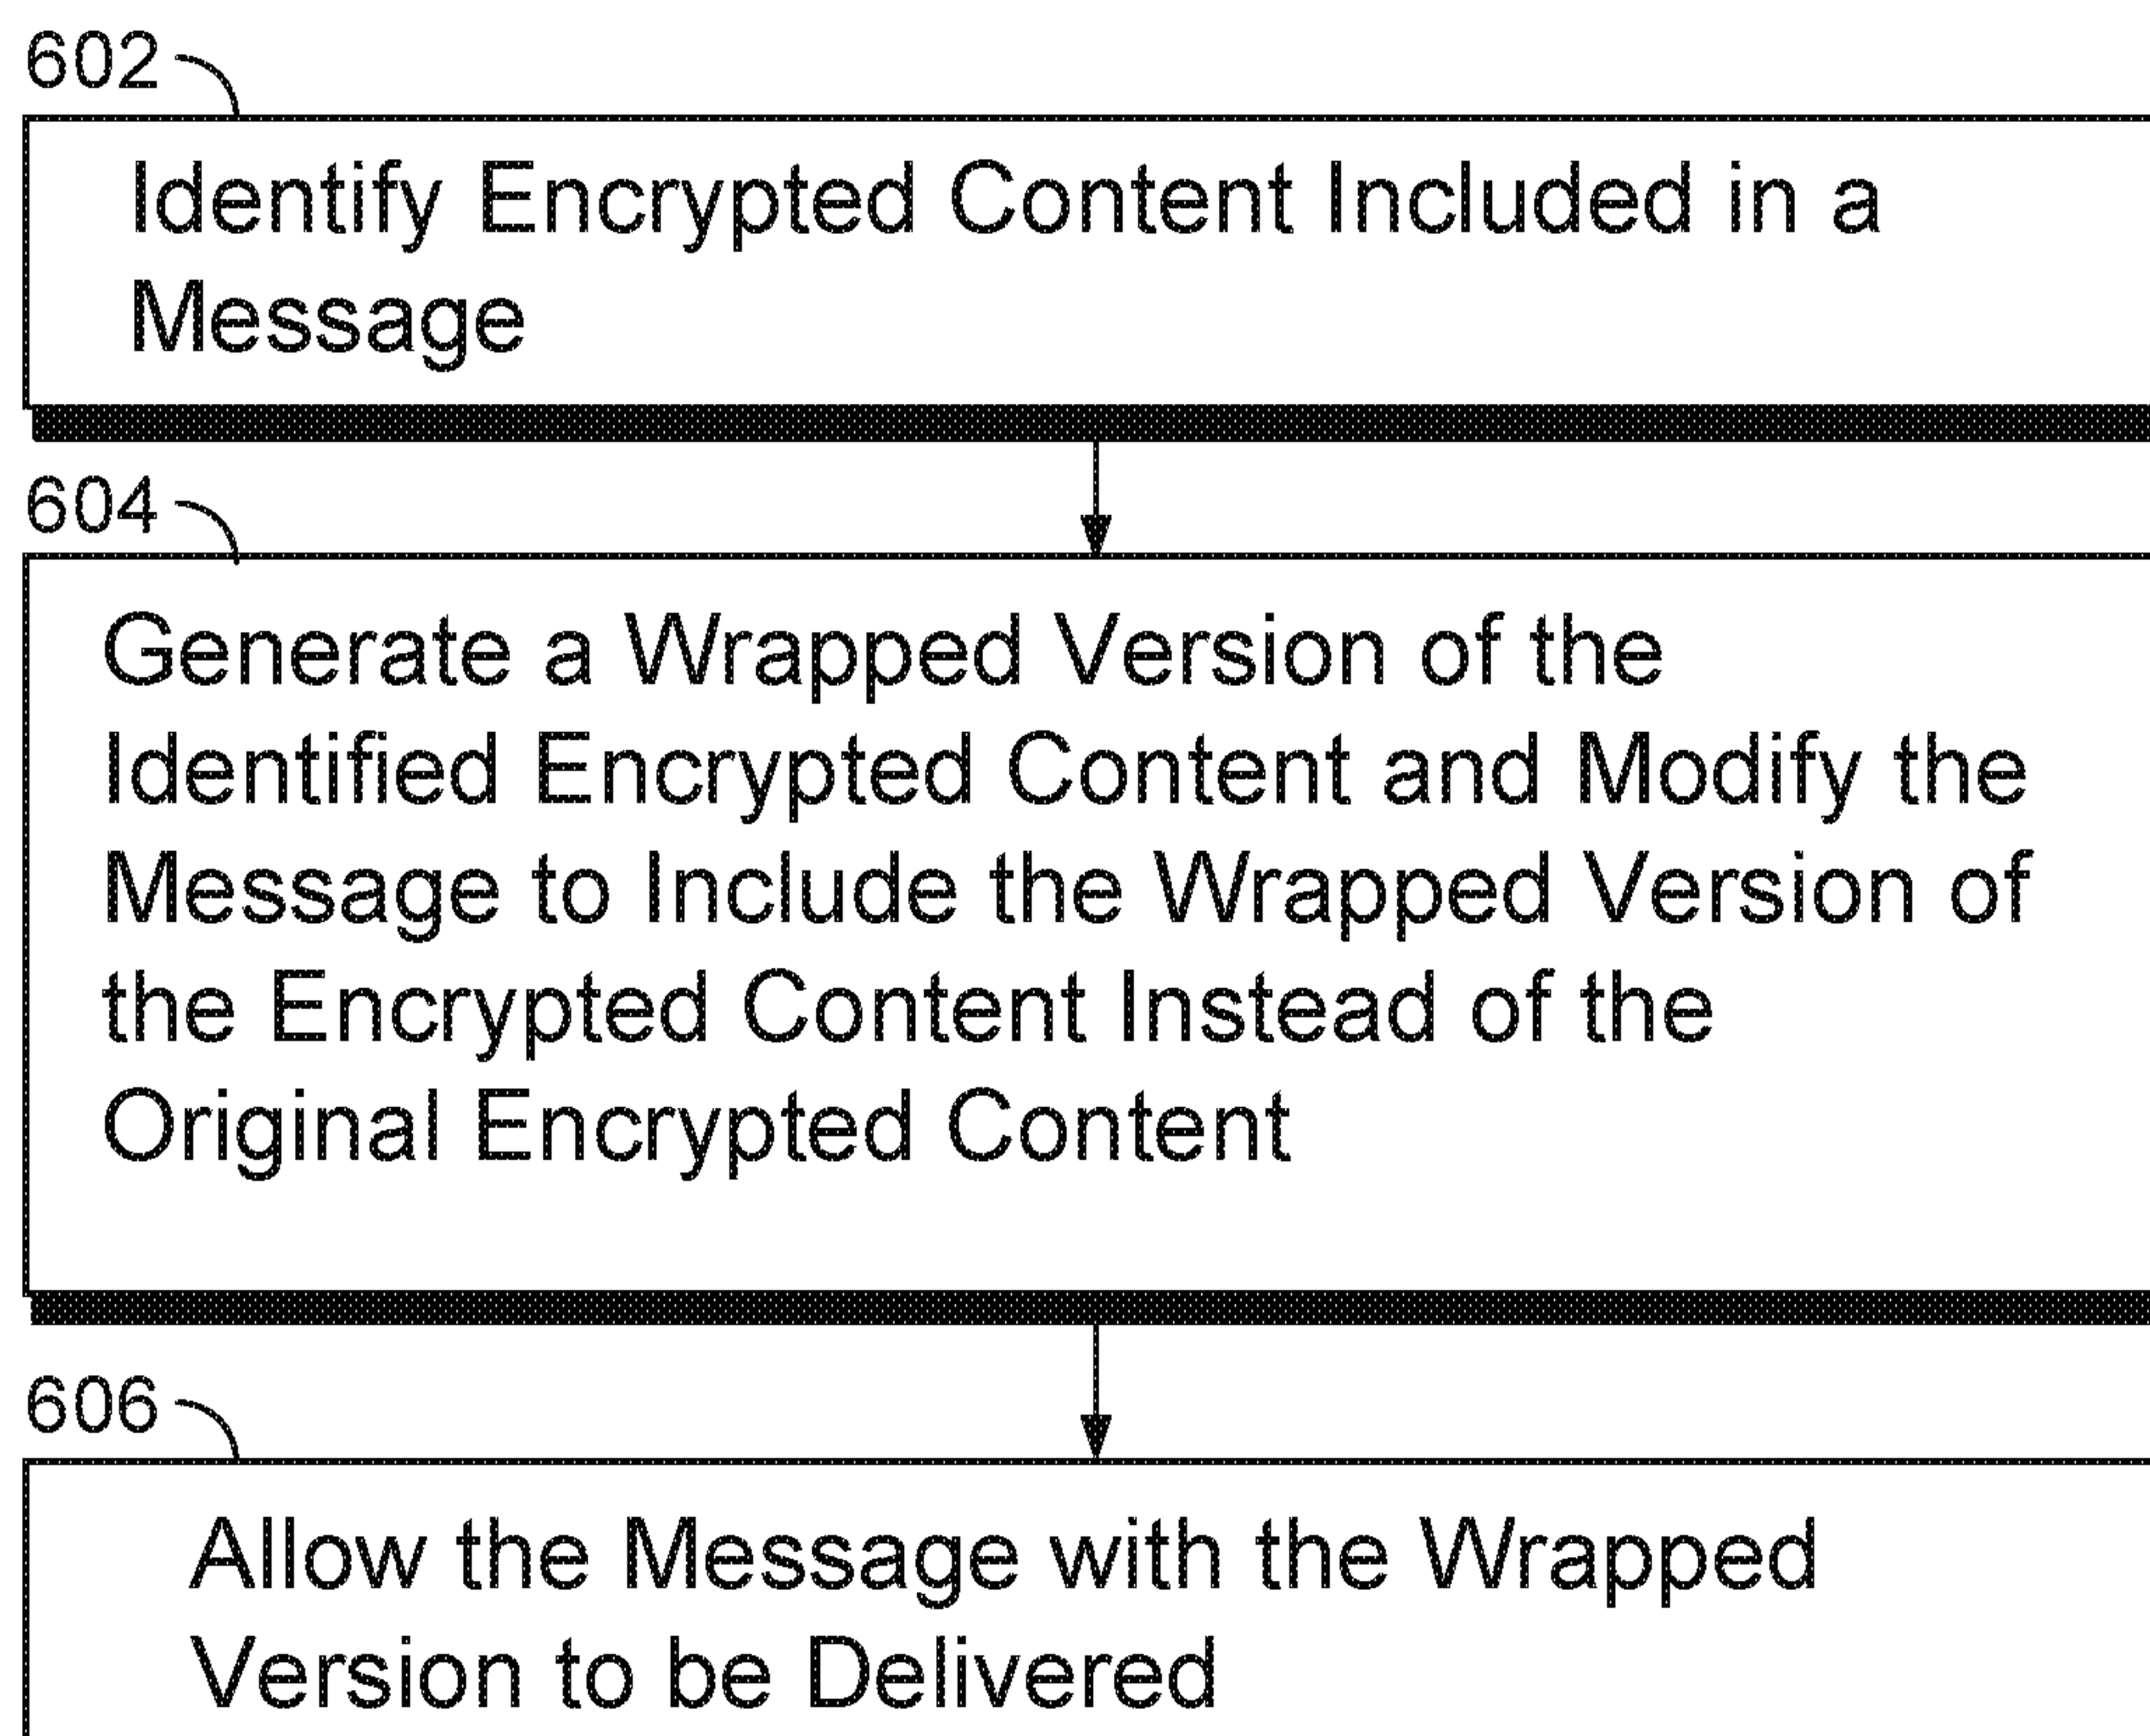 602
Identify Encrypted Content Included in a
Message
604
Generate a Wrapped Version of the
Identified Encrypted Content and Modify the
Message to Include the Wrapped Version of
the Encrypted Content Instead of the
Original Encrypted Content
606
Allow the Message with the Wrapped
Version to be Delivered